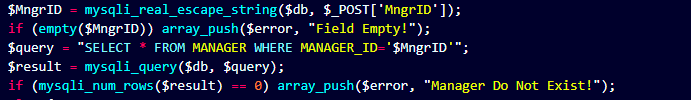 $MngrID = mysqli_real_escape_string($db, $_POST['MngrID']);
if (empty($MngrID)) array_push($error, "Field Empty!");
$query = "SELECT * FROM MANAGER WHERE MANAGER_ID='$MngrID'";
$result = mysqli_query($db, $query);
if (mysqli_num_rows($result) == 0) array_push($error, "Manager Do Not Exist!");